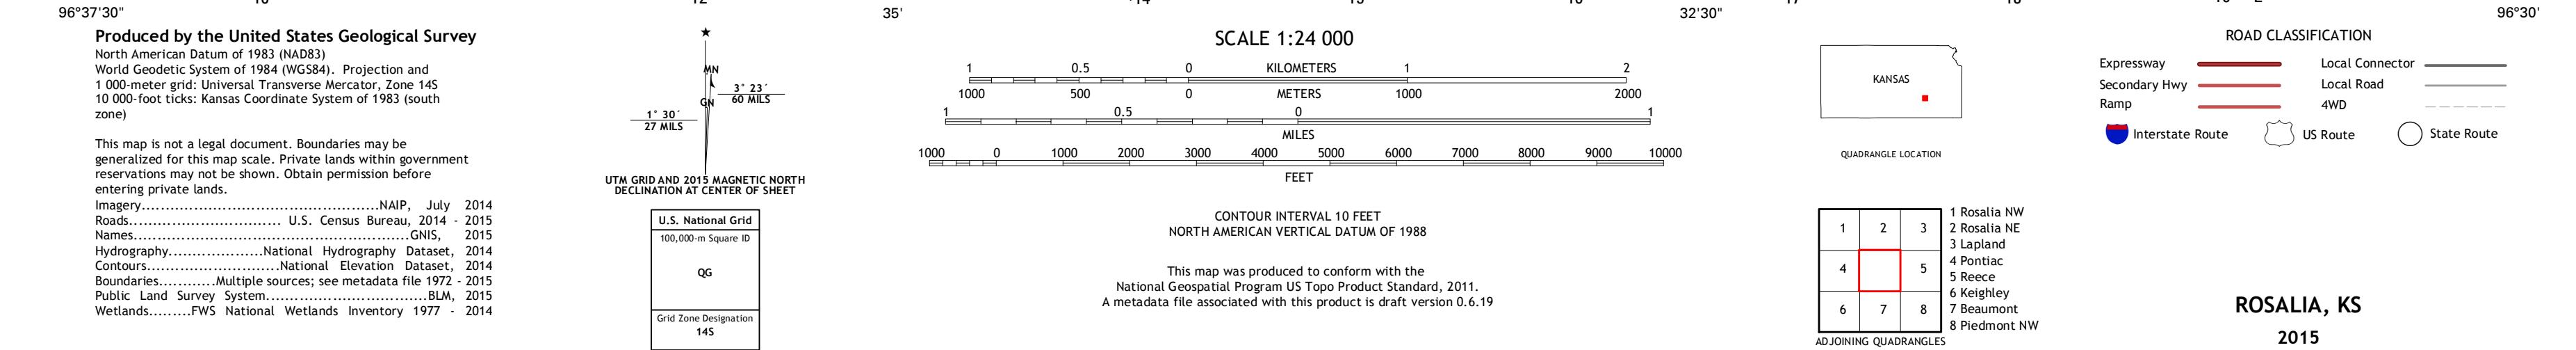 96°37'30"
12
35'
14
32'30"
17
96°30'
Produced by the United States Geological Survey
North American Datum of 1983 (NAD83)
World Geodetic System of 1984 (WGS84). Projection and
1 000-meter grid: Universal Transverse Mercator, Zone 14S
10 000-foot ticks: Kansas Coordinate System of 1983 (south
zone)
This map is not a legal document. Boundaries may be
generalized for this map scale. Private lands within government
reservations may not be shown. Obtain permission before
entering private lands.
Imagery................................................NAIP, July 2014
Roads.............................. U.S. Census Bureau, 2014 - 2015
Names.......................................................GNIS, 2015
Hydrography...................National Hydrography Dataset, 2014
Contours...........................National Elevation Dataset, 2014
Boundaries...........Multiple sources; see metadata file 1972 - 2015
Public Land Survey System................................BLM, 2015
Wetlands.........FWS National Wetlands Inventory 1977 - 2014
MN
GN
3° 23´
60 MILS
1° 30´
27 MILS
UTM GRID AND 2015 MAGNETIC NORTH
DECLINATION AT CENTER OF SHEET
U.S. National Grid
100,000-m Square ID
QG
Grid Zone Designation
14S
SCALE 1:24 000
1 0.5 0 KILOMETERS 1 2
1000 500 0 METERS 1000 2000
1 0.5 0 1
MILES
1000 0 1000 2000 3000 4000 5000 6000 7000 8000 9000 10000
FEET
CONTOUR INTERVAL 10 FEET
NORTH AMERICAN VERTICAL DATUM OF 1988
This map was produced to conform with the
National Geospatial Program US Topo Product Standard, 2011.
A metadata file associated with this product is draft version 0.6.19
KANSAS
QUADRANGLE LOCATION
1 2 3
4 5
6 7 8
ADJOINING QUADRANGLES
1 Rosalia NW
2 Rosalia NE
3 Lapland
4 Pontiac
5 Reece
6 Keighley
7 Beaumont
8 Piedmont NW
ROAD CLASSIFICATION
Expressway
Secondary Hwy
Ramp
Local Connector
Local Road
4WD
Interstate Route
US Route
State Route
ROSALIA, KS
2015